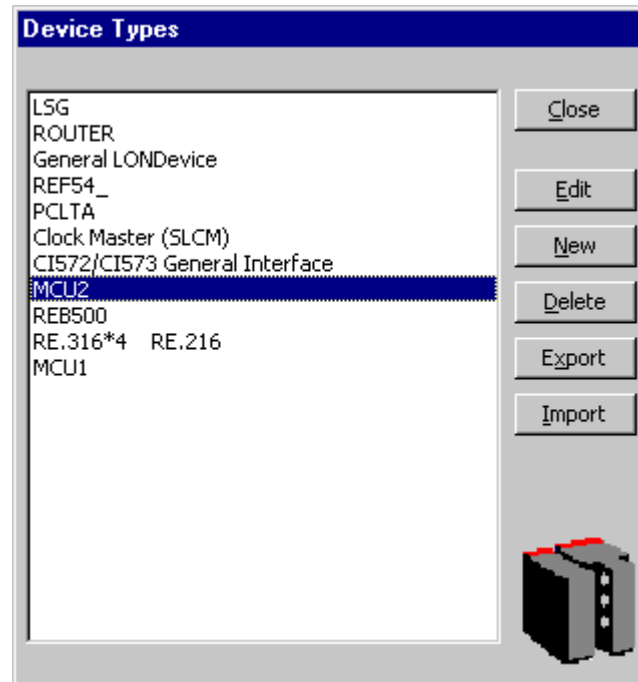 Device Types
LSG
ROUTER
General LONDevice
REF54_
PCLTA
Clock Master (SLCM)
CI572/CI573 General Interface
MCU2
REB500
RE.316*4 RE.216
MCU1
Close
Edit
New
Delete
Export
Import